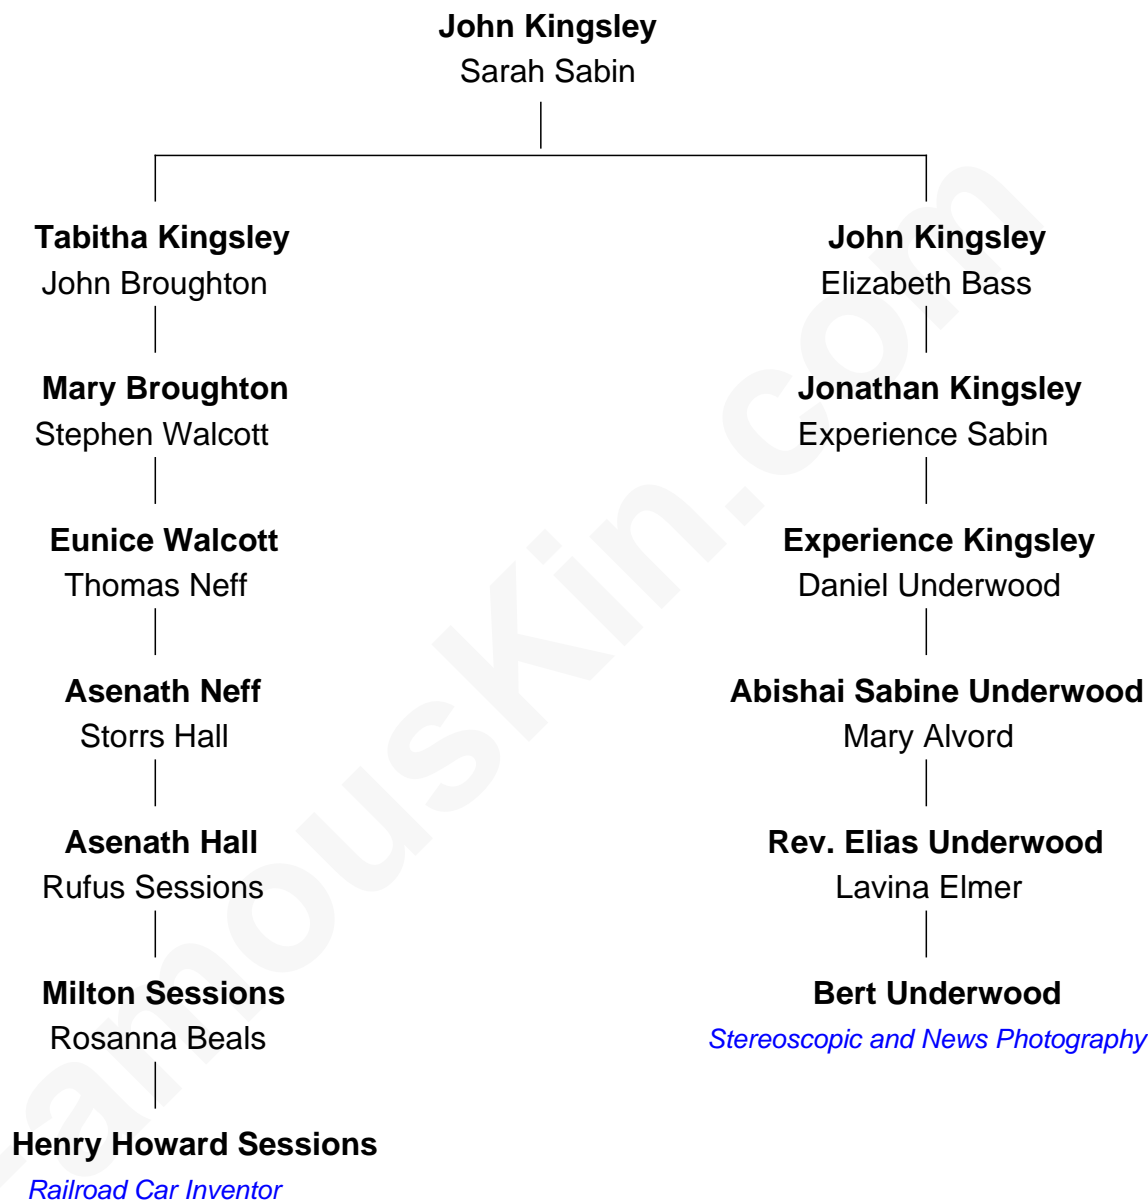 John Kingsley
Sarah Sabin
Tabitha Kingsley
John Broughton
Mary Broughton
Stephen Walcott
Eunice Walcott
Thomas Neff
Asenath Neff
Storrs Hall
Asenath Hall
Rufus Sessions
Milton Sessions
Rosanna Beals
Henry Howard Sessions
Railroad Car Inventor
John Kingsley
Elizabeth Bass
Jonathan Kingsley
Experience Sabin
Experience Kingsley
Daniel Underwood
Abishai Sabine Underwood
Mary Alvord
Rev. Elias Underwood
Lavina Elmer
Bert Underwood
Stereoscopic and News Photography
FamousKin.com